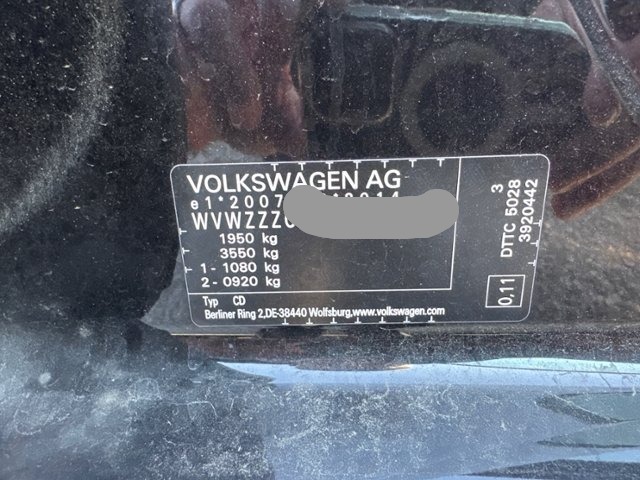 VOLKSWAGEN AG
e1*2007
WVWZZZC
1950 kg
3550 kg
1 - 1080 kg
2 - 0920 kg
Typ CD
Berliner Ring 2,DE-38440 Wolfsburg,www.volkswagen.com
0,11
DTTC 5028 3
3920442